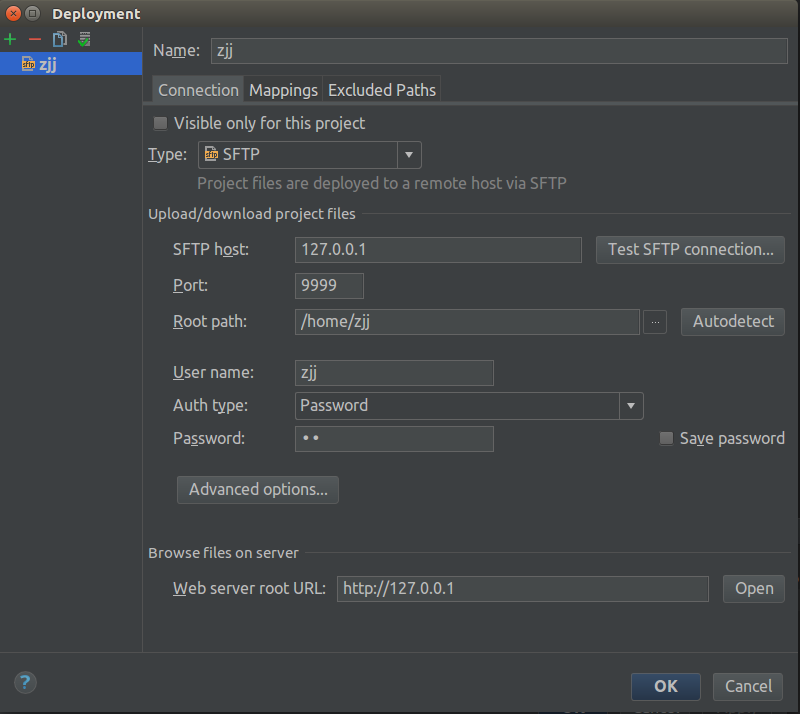 Deployment
zjj
Name: zjj
Connection Mappings Excluded Paths
Visible only for this project
Type: SFTP
Project files are deployed to a remote host via SFTP
Upload/download project files
SFTP host: 127.0.0.1 Test SFTP connection...
Port: 9999
Root path: /home/zjj ... Autodetect
User name: zjj
Auth type: Password
Password: •• Save password
Advanced options...
Browse files on server
Web server root URL: http://127.0.0.1 Open
? OK Cancel